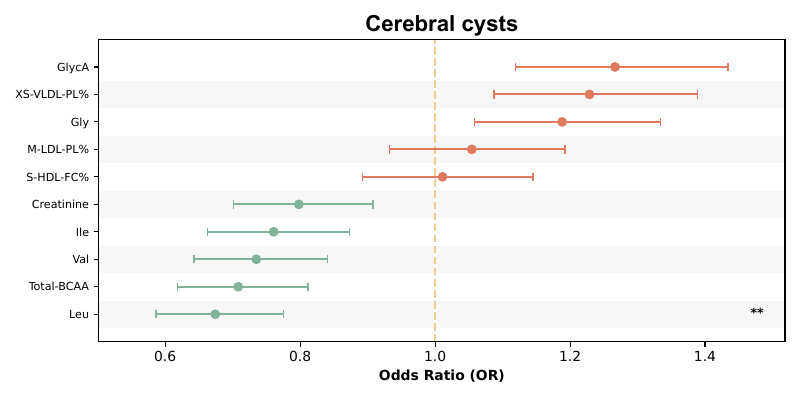 Cerebral cysts
GlycA
XS-VLDL-PL%
Gly
M-LDL-PL%
S-HDL-FC%
Creatinine
Ile
Val
Total-BCAA
Leu
**
0.6 0.8 1.0 1.2 1.4
Odds Ratio (OR)